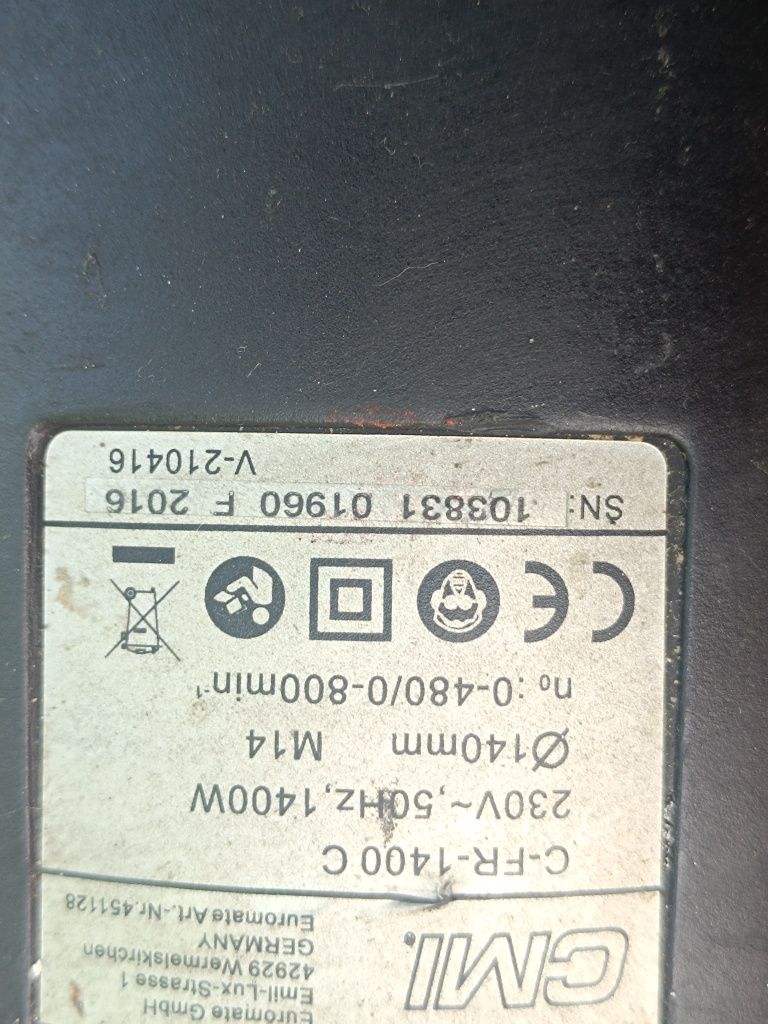 CMI®
Euromate GmbH
Emil-Lux-Strasse 1
42929 Wermelskirchen
GERMANY
Euromate Art.-Nr.451128
C-FR-1400 C
230V~,50Hz,1400W
Ø140mm M14
n₀:0-480/0-800min⁻¹
CE
SN: 103831 01960 F 2016
V-210416